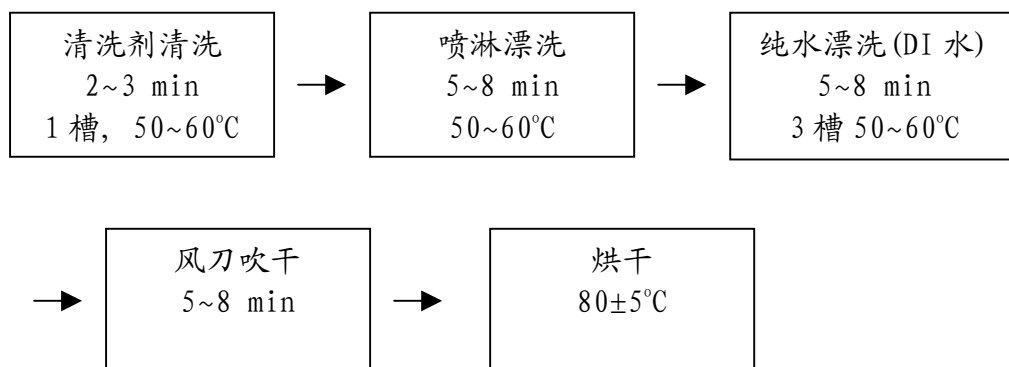 清洗剂清洗
2~3 min
1槽, 50~60℃
喷淋漂洗
5~8 min
50~60℃
纯水漂洗(DI 水)
5~8 min
3槽 50~60℃
风刀吹干
5~8 min
烘干
80±5℃